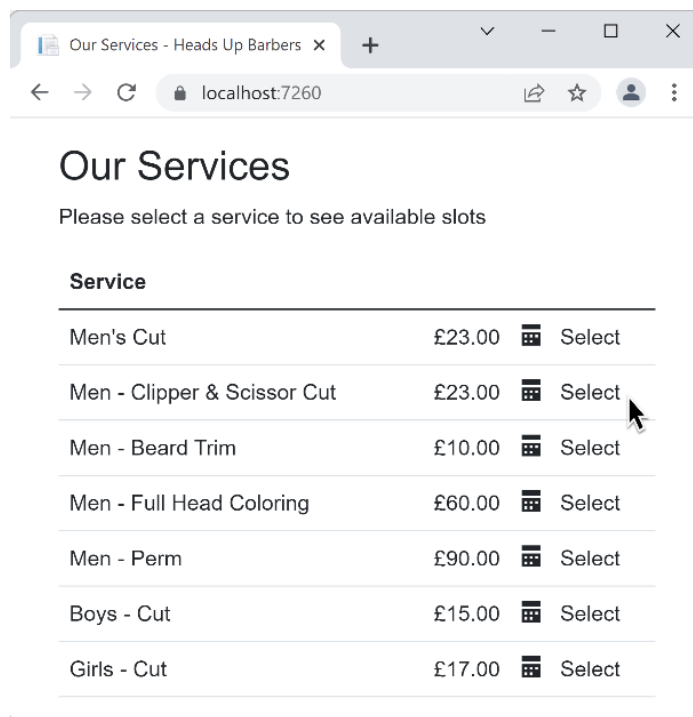 Our Services - Heads Up Barbers
localhost:7260
Our Services
Please select a service to see available slots
Service
Men's Cut £23.00 Select
Men - Clipper & Scissor Cut £23.00 Select
Men - Beard Trim £10.00 Select
Men - Full Head Coloring £60.00 Select
Men - Perm £90.00 Select
Boys - Cut £15.00 Select
Girls - Cut £17.00 Select